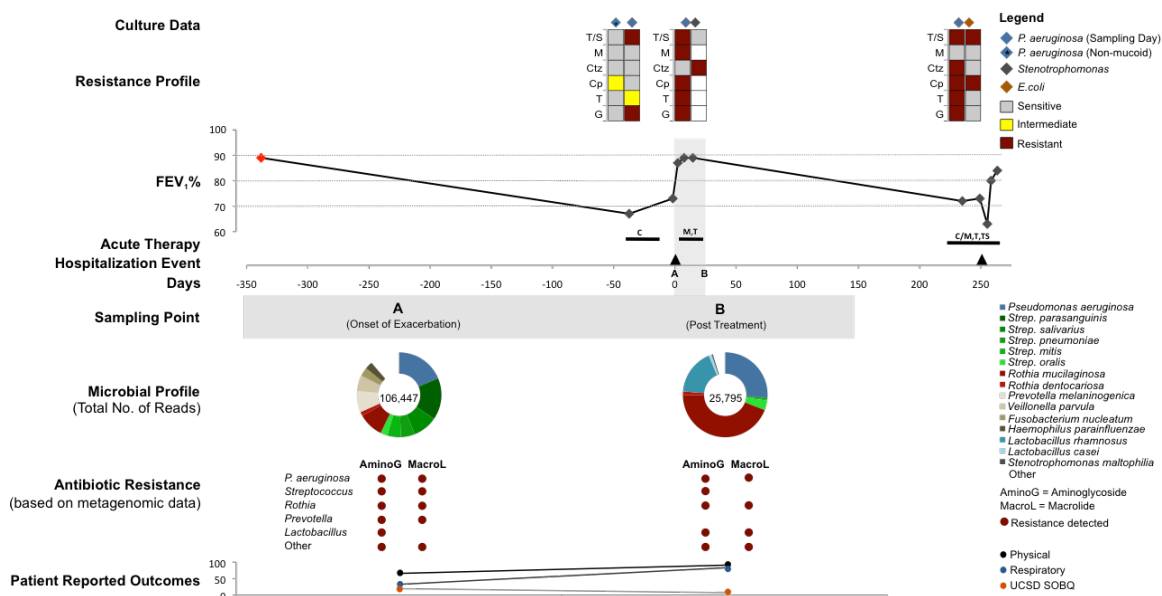 Culture Data
Resistance Profile
T/S
M
Ctz
Cp
T
G
T/S
M
Ctz
Cp
T
G
T/S
M
Ctz
Cp
T
G
Legend
P. aeruginosa (Sampling Day)
P. aeruginosa (Non-mucoid)
Stenotrophomonas
E.coli
Sensitive
Intermediate
Resistant
FEV₁%
100
90
80
70
60
C
M,T
C/M,T,TS
Acute Therapy
Hospitalization Event
Days
A
B
-350 -300 -250 -200 -150 -100 -50 0 50 100 150 200 250
Sampling Point
A
(Onset of Exacerbation)
B
(Post Treatment)
Microbial Profile
(Total No. of Reads)
106,447
25,795
Pseudomonas aeruginosa
Strep. parasanguinis
Strep. salivarius
Strep. pneumoniae
Strep. mitis
Strep. oralis
Rothia mucilaginosa
Rothia dentocariosa
Prevotella melaninogenica
Veillonella parvula
Fusobacterium nucleatum
Haemophilus parainfluenzae
Lactobacillus rhamnosus
Lactobacillus casei
Stenotrophomonas maltophilia
Other
Antibiotic Resistance
(based on metagenomic data)
AminoG MacroL
P. aeruginosa
Streptococcus
Rothia
Prevotella
Lactobacillus
Other
AminoG MacroL
AminoG = Aminoglycoside
MacroL = Macrolide
Resistance detected
Patient Reported Outcomes
100
50
0
Physical
Respiratory
UCSD SOBQ